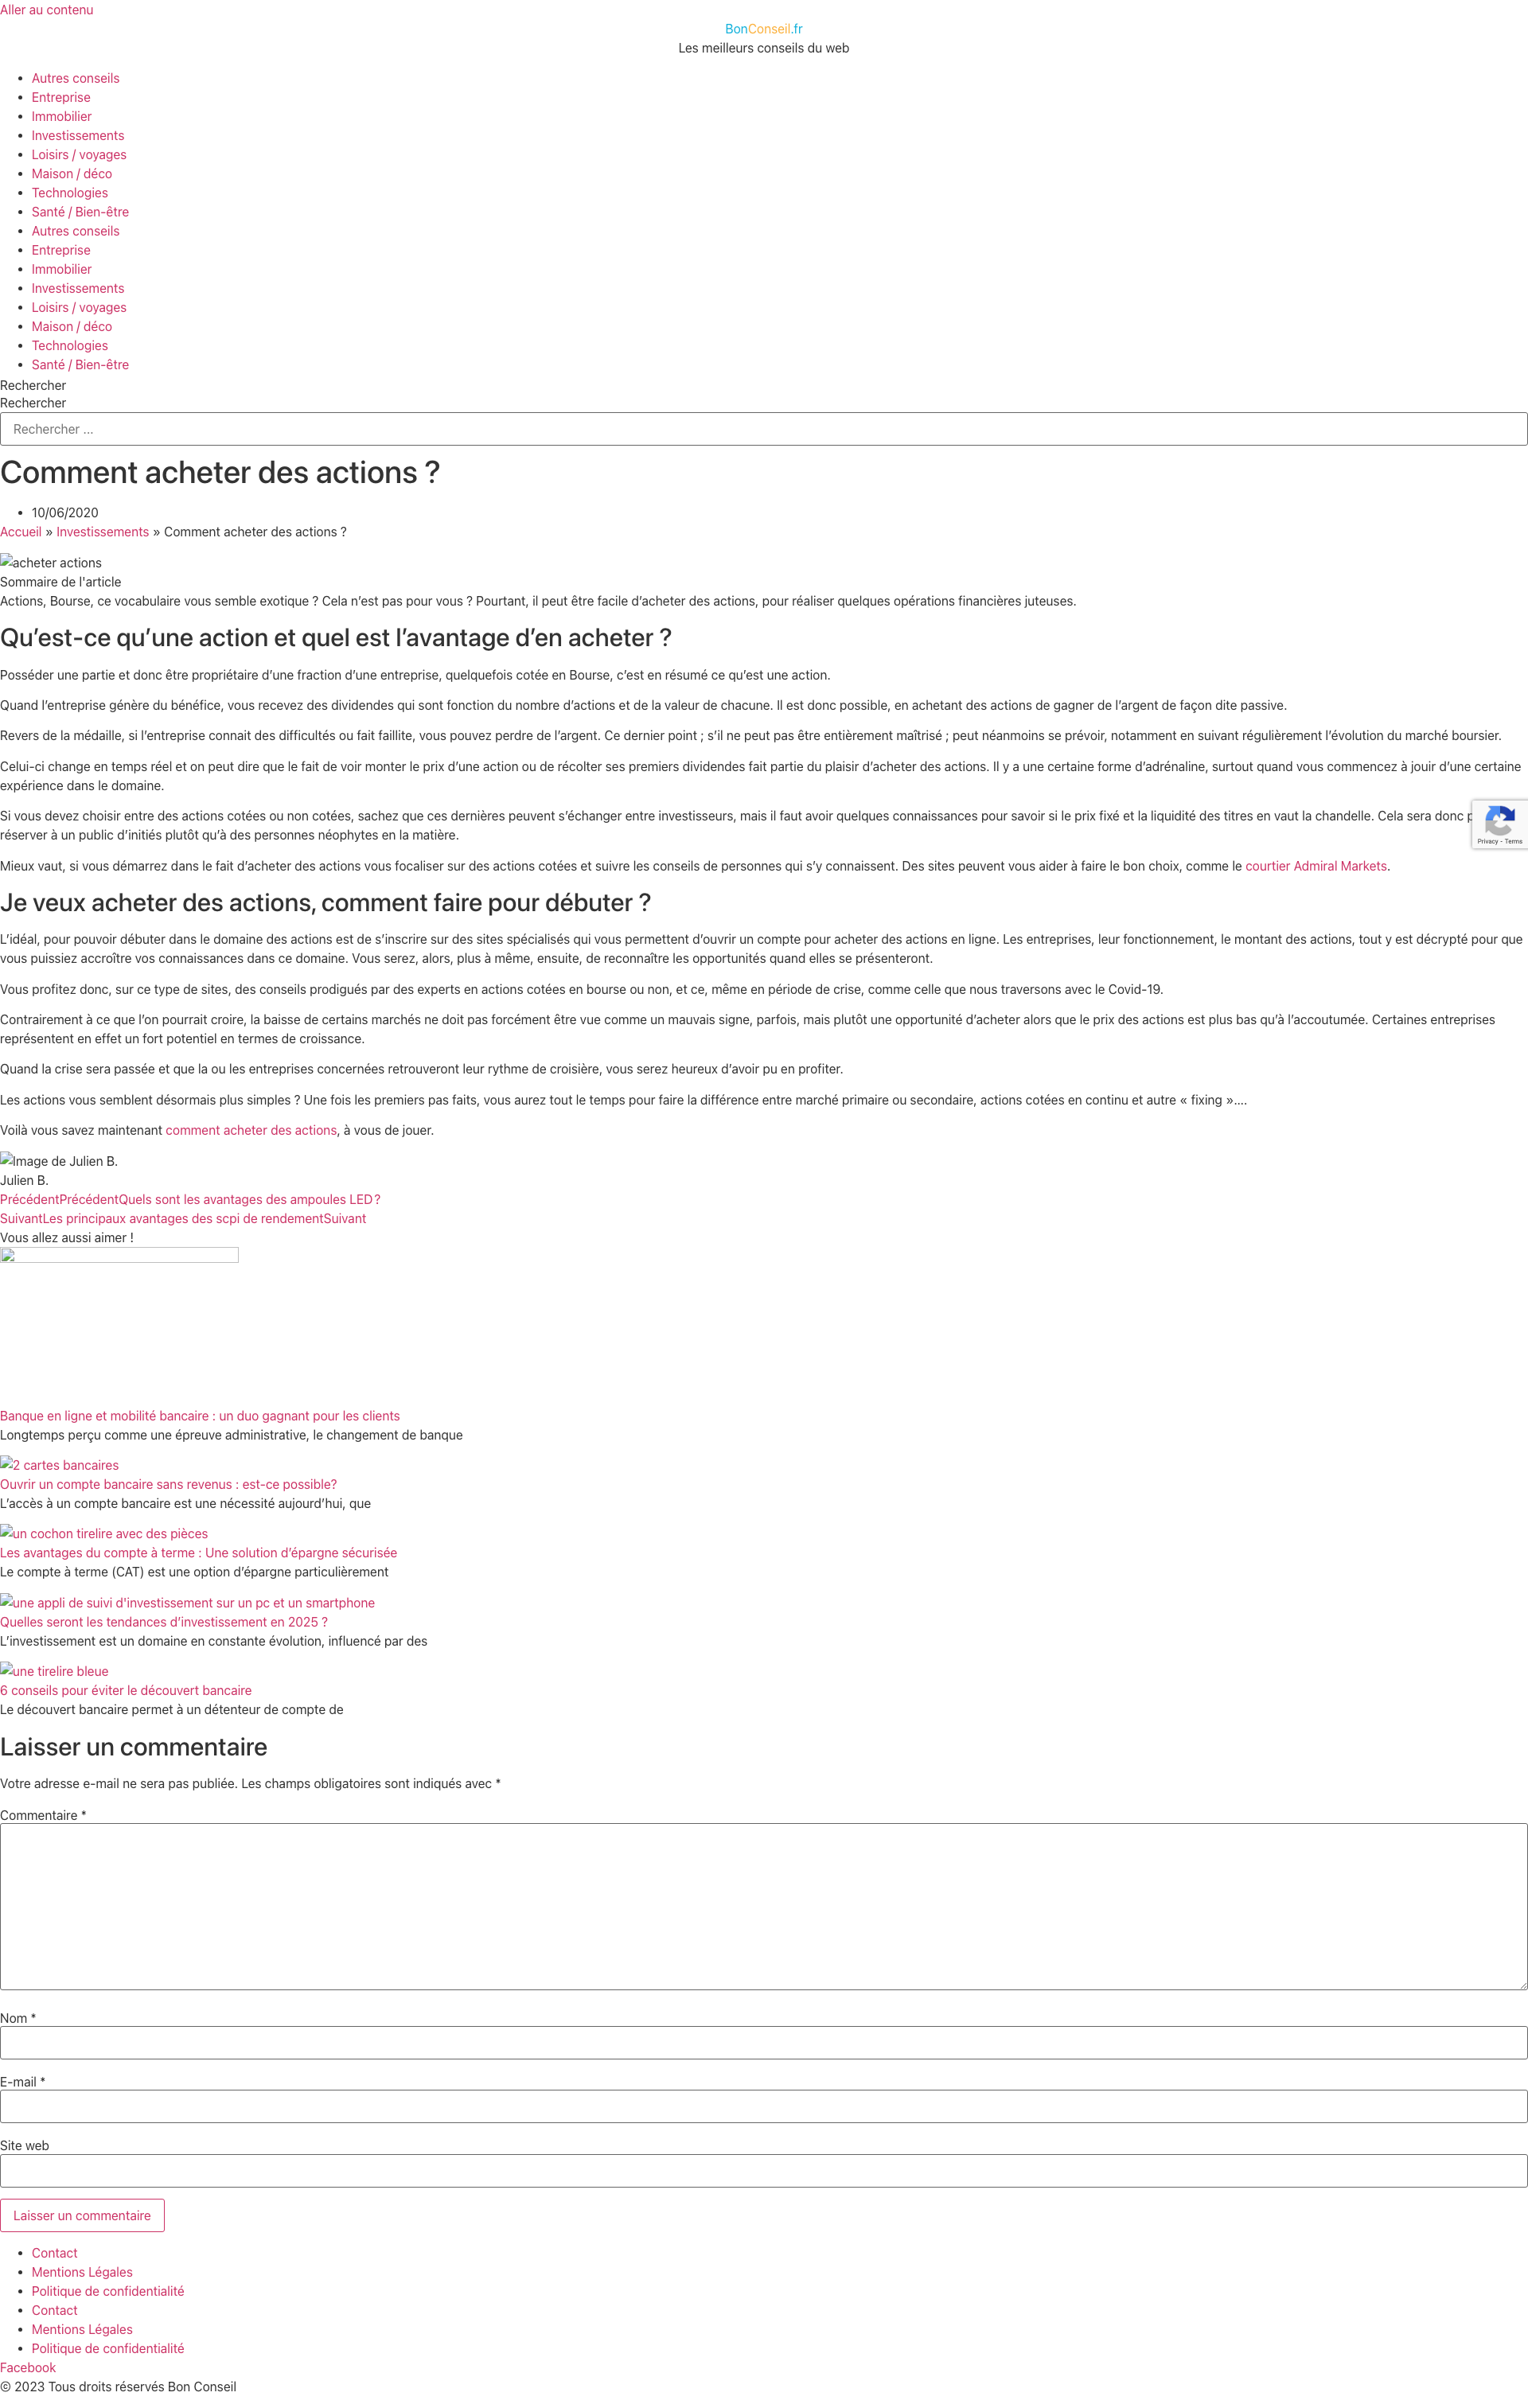 Aller au contenu
BonConseil.fr
Les meilleurs conseils du web
Autres conseils
Entreprise
Immobilier
Investissements
Loisirs / voyages
Maison / déco
Technologies
Santé / Bien-être
Autres conseils
Entreprise
Immobilier
Investissements
Loisirs / voyages
Maison / déco
Technologies
Santé / Bien-être
Rechercher
Rechercher
Rechercher ...
Comment acheter des actions ?
10/06/2020
Accueil » Investissements » Comment acheter des actions ?
acheter actions
Sommaire de l'article
Actions, Bourse, ce vocabulaire vous semble exotique ? Cela n’est pas pour vous ? Pourtant, il peut être facile d’acheter des actions, pour réaliser quelques opérations financières juteuses.
Qu’est-ce qu’une action et quel est l’avantage d’en acheter ?
Posséder une partie et donc être propriétaire d’une fraction d’une entreprise, quelquefois cotée en Bourse, c’est en résumé ce qu’est une action.
Quand l’entreprise génère du bénéfice, vous recevez des dividendes qui sont fonction du nombre d’actions et de la valeur de chacune. Il est donc possible, en achetant des actions de gagner de l’argent de façon dite passive.
Revers de la médaille, si l’entreprise connait des difficultés ou fait faillite, vous pouvez perdre de l’argent. Ce dernier point ; s’il ne peut pas être entièrement maîtrisé ; peut néanmoins se prévoir, notamment en suivant régulièrement l’évolution du marché boursier.
Celui-ci change en temps réel et on peut dire que le fait de voir monter le prix d’une action ou de récolter ses premiers dividendes fait partie du plaisir d’acheter des actions. Il y a une certaine forme d’adrénaline, surtout quand vous commencez à jouir d’une certaine
expérience dans le domaine.
Si vous devez choisir entre des actions cotées ou non cotées, sachez que ces dernières peuvent s’échanger entre investisseurs, mais il faut avoir quelques connaissances pour savoir si le prix fixé et la liquidité des titres en vaut la chandelle. Cela sera donc
réserver à un public d’initiés plutôt qu’à des personnes néophytes en la matière.
Privacy - Terms
Mieux vaut, si vous démarrez dans le fait d’acheter des actions vous focaliser sur des actions cotées et suivre les conseils de personnes qui s’y connaissent. Des sites peuvent vous aider à faire le bon choix, comme le courtier Admiral Markets.
Je veux acheter des actions, comment faire pour débuter ?
L’idéal, pour pouvoir débuter dans le domaine des actions est de s’inscrire sur des sites spécialisés qui vous permettent d’ouvrir un compte pour acheter des actions en ligne. Les entreprises, leur fonctionnement, le montant des actions, tout y est décrypté pour que
vous puissiez accroître vos connaissances dans ce domaine. Vous serez, alors, plus à même, ensuite, de reconnaître les opportunités quand elles se présenteront.
Vous profitez donc, sur ce type de sites, des conseils prodigués par des experts en actions cotées en bourse ou non, et ce, même en période de crise, comme celle que nous traversons avec le Covid-19.
Contrairement à ce que l’on pourrait croire, la baisse de certains marchés ne doit pas forcément être vue comme un mauvais signe, parfois, mais plutôt une opportunité d’acheter alors que le prix des actions est plus bas qu’à l’accoutumée. Certaines entreprises
représentent en effet un fort potentiel en termes de croissance.
Quand la crise sera passée et que la ou les entreprises concernées retrouveront leur rythme de croisière, vous serez heureux d’avoir pu en profiter.
Les actions vous semblent désormais plus simples ? Une fois les premiers pas faits, vous aurez tout le temps pour faire la différence entre marché primaire ou secondaire, actions cotées en continu et autre « fixing »….
Voilà vous savez maintenant comment acheter des actions, à vous de jouer.
Image de Julien B.
Julien B.
PrécédentPrécédentQuels sont les avantages des ampoules LED ?
SuivantLes principaux avantages des scpi de rendementSuivant
Vous allez aussi aimer !
Banque en ligne et mobilité bancaire : un duo gagnant pour les clients
Longtemps perçu comme une épreuve administrative, le changement de banque
2 cartes bancaires
Ouvrir un compte bancaire sans revenus : est-ce possible?
L’accès à un compte bancaire est une nécessité aujourd’hui, que
un cochon tirelire avec des pièces
Les avantages du compte à terme : Une solution d’épargne sécurisée
Le compte à terme (CAT) est une option d’épargne particulièrement
une appli de suivi d'investissement sur un pc et un smartphone
Quelles seront les tendances d’investissement en 2025 ?
L’investissement est un domaine en constante évolution, influencé par des
une tirelire bleue
6 conseils pour éviter le découvert bancaire
Le découvert bancaire permet à un détenteur de compte de
Laisser un commentaire
Votre adresse e-mail ne sera pas publiée. Les champs obligatoires sont indiqués avec *
Commentaire *
Nom *
E-mail *
Site web
Laisser un commentaire
Contact
Mentions Légales
Politique de confidentialité
Contact
Mentions Légales
Politique de confidentialité
Facebook
© 2023 Tous droits réservés Bon Conseil